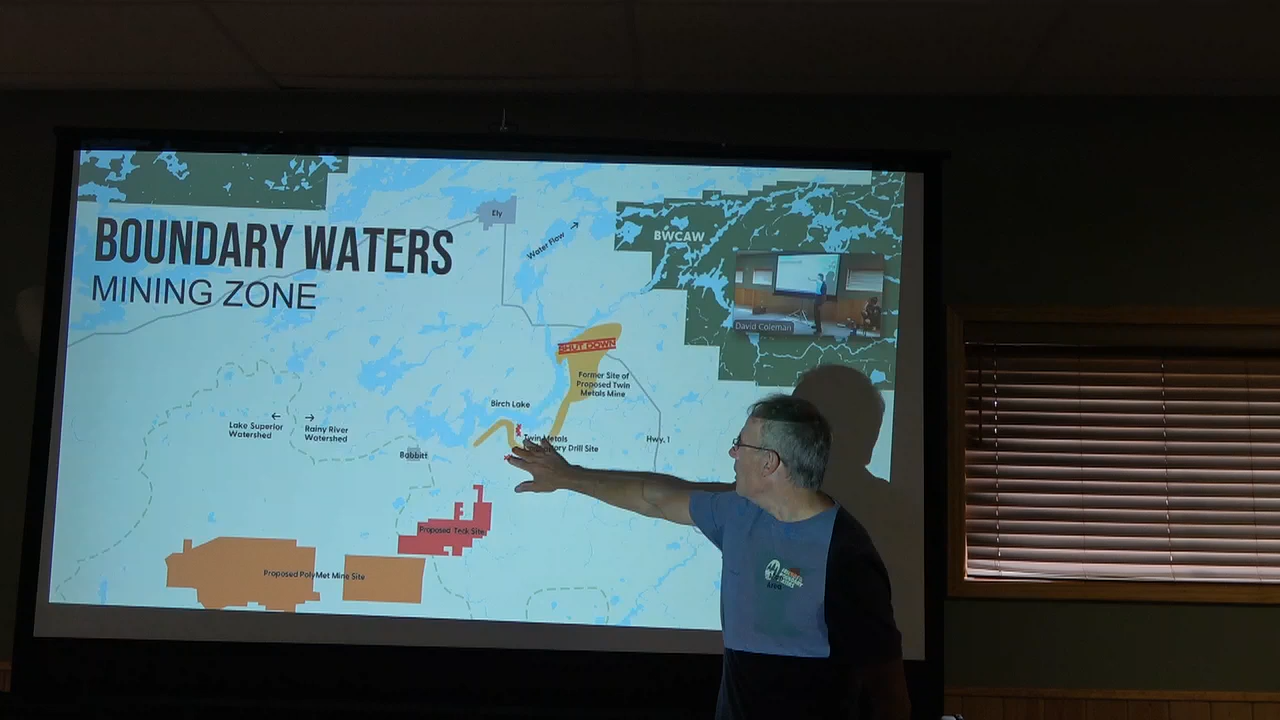 BOUNDARY WATERS
MINING ZONE
Ely
Water Flow →
BWCAW
David Coleman
SHUT DOWN
Former Site of
Proposed Twin
Metals Mine
Birch Lake
← →
Lake Superior
Watershed
Rainy River
Watershed
Twin Metals
Drill Site
Hwy. 1
Babbitt
Proposed Teck Site
Proposed PolyMet Mine Site